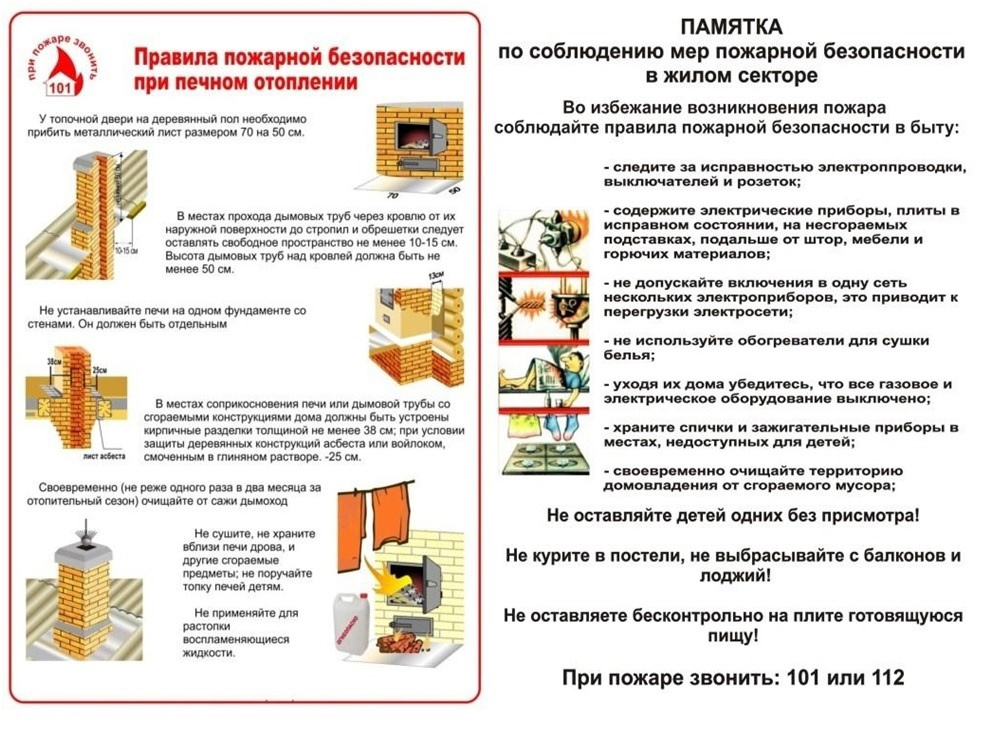 при пожаре звонить
101
Правила пожарной безопасности
при печном отоплении
У топочной двери на деревянный пол необходимо
прибить металлический лист размером 70 на 50 см.
70
50
10-15 см
В местах прохода дымовых труб через кровлю от их
наружной поверхности до стропил и обрешетки следует
оставлять свободное пространство не менее 10-15 см.
Высота дымовых труб над кровлей должна быть не
менее 50 см.
13см
Не устанавливайте печи на одном фундаменте со
стенами. Он должен быть отдельным
38см
25см
лист асбеста
В местах соприкосновения печи или дымовой трубы со
сгораемыми конструкциями дома должны быть устроены
кирпичные разделки толщиной не менее 38 см; при условии
защиты деревянных конструкций асбеста или войлоком,
смоченным в глиняном растворе. -25 см.
Своевременно (не реже одного раза в два месяца за
отопительный сезон) очищайте от сажи дымоход
Не сушите, не храните
вблизи печи дрова, и
другие сгораемые
предметы; не поручайте
топку печей детям.
Не применяйте для
растопки
воспламеняющиеся
жидкости.
ПАМЯТКА
по соблюдению мер пожарной безопасности
в жилом секторе
Во избежание возникновения пожара
соблюдайте правила пожарной безопасности в быту:
- следите за исправностью электроппроводки,
выключателей и розеток;
- содержите электрические приборы, плиты в
исправном состоянии, на несгораемых
подставках, подальше от штор, мебели и
горючих материалов;
- не допускайте включения в одну сеть
нескольких электроприборов, это приводит к
перегрузки электросети;
- не используйте обогреватели для сушки
белья;
- уходя их дома убедитесь, что все газовое и
электрическое оборудование выключено;
- храните спички и зажигательные приборы в
местах, недоступных для детей;
- своевременно очищайте территорию
домовладения от сгораемого мусора;
Не оставляйте детей одних без присмотра!
Не курите в постели, не выбрасывайте с балконов и
лоджий!
Не оставляете бесконтрольно на плите готовящуюся
пищу!
При пожаре звонить: 101 или 112